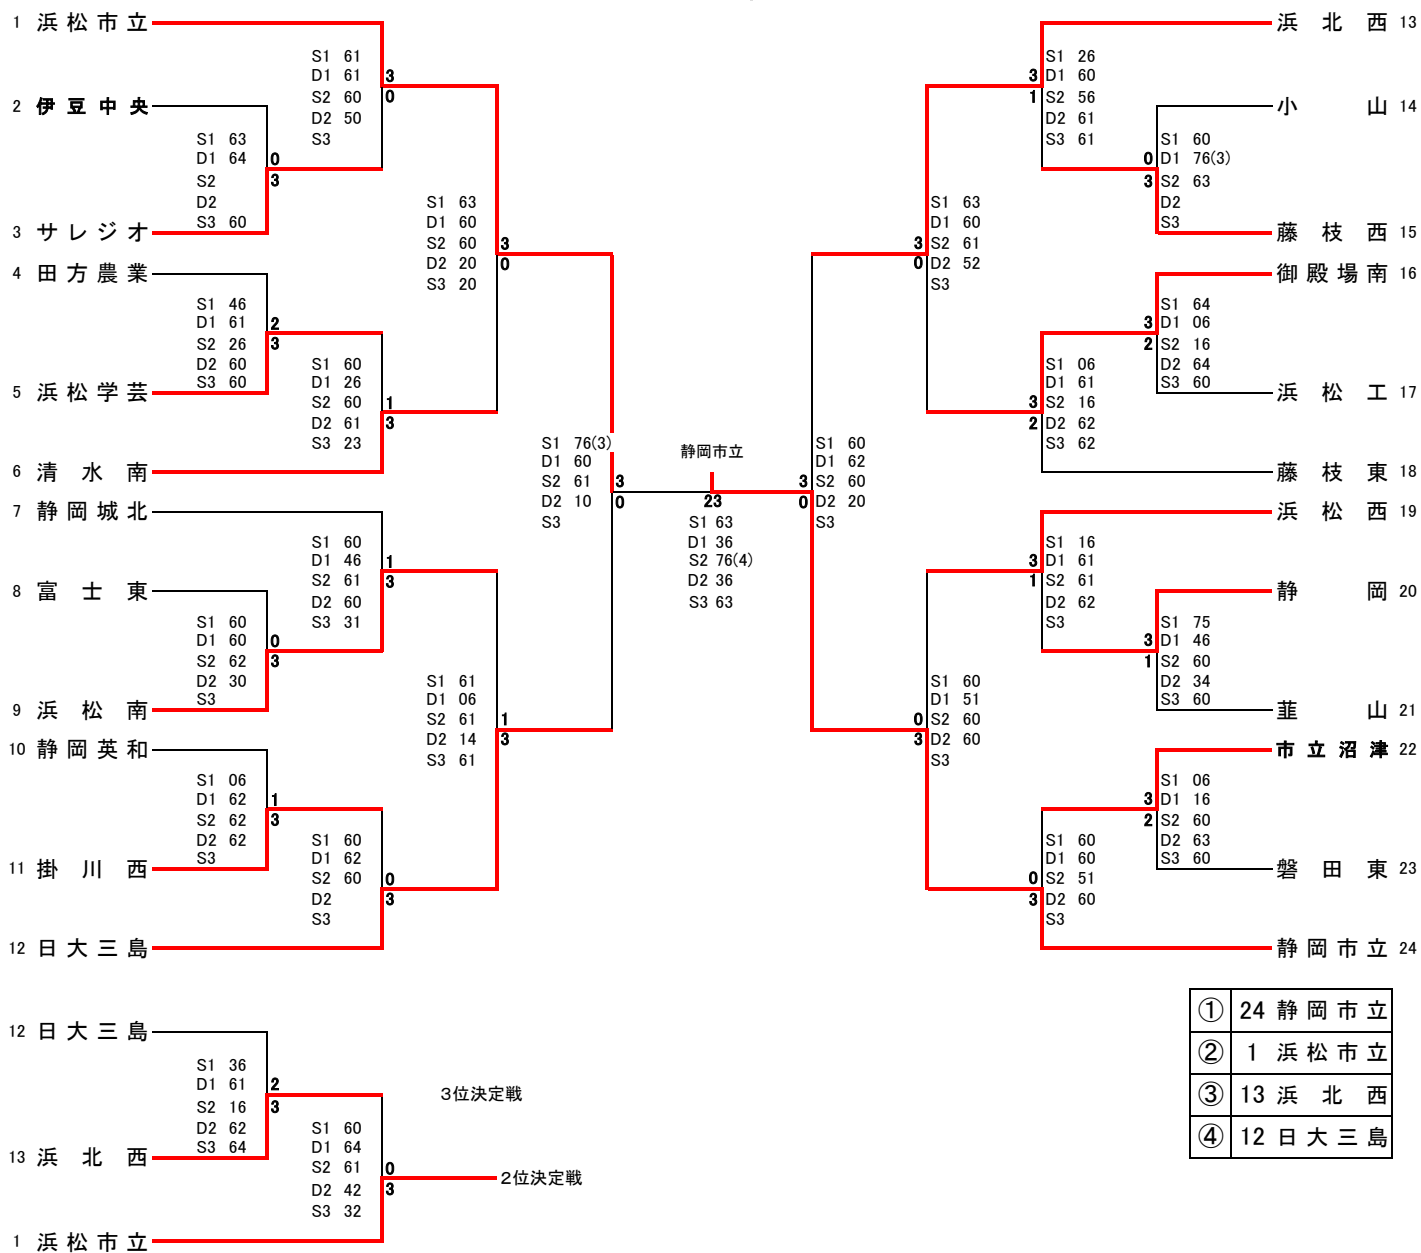 1 浜松市立
S1 61
D1 61
S2 60
D2 50
S3
3
0
2 伊豆中央
S1 63
D1 64
S2
D2
S3 60
0
3
3 サレジオ
S1 63
D1 60
S2 60
D2 20
S3 20
3
0
4 田方農業
S1 46
D1 61
S2 26
D2 60
S3 60
2
3
5 浜松学芸
S1 60
D1 26
S2 60
D2 61
S3 23
1
3
6 清水南
S1 76(3)
D1 60
S2 61
D2 10
S3
3
0
7 静岡城北
S1 60
D1 46
S2 61
D2 60
S3 31
1
3
8 富士東
S1 60
D1 60
S2 62
D2 30
S3
0
3
9 浜松南
S1 61
D1 06
S2 61
D2 14
S3 61
1
3
10 静岡英和
S1 06
D1 62
S2 62
D2 62
S3
1
3
11 掛川西
S1 60
D1 62
S2 60
D2
S3
0
3
12 日大三島
静岡市立
23
S1 63
D1 36
S2 76(4)
D2 36
S3 63
浜北西 13
3
1
S1 26
D1 60
S2 56
D2 61
S3 61
小山 14
0
3
S1 60
D1 76(3)
S2 63
D2
S3
藤枝西 15
3
0
S1 63
D1 60
S2 61
D2 52
S3
御殿場南 16
3
2
S1 64
D1 06
S2 16
D2 64
S3 60
浜松工 17
3
2
S1 06
D1 61
S2 16
D2 62
S3 62
藤枝東 18
3
0
S1 60
D1 62
S2 60
D2 20
S3
浜松西 19
3
1
S1 16
D1 61
S2 61
D2 62
S3
静岡 20
3
1
S1 75
D1 46
S2 60
D2 34
S3 60
韮山 21
0
3
S1 60
D1 51
S2 60
D2 60
S3
市立沼津 22
3
2
S1 06
D1 16
S2 60
D2 63
S3 60
磐田東 23
0
3
S1 60
D1 60
S2 51
D2 60
S3
静岡市立 24
12 日大三島
S1 36
D1 61
S2 16
D2 62
S3 64
2
3
3位決定戦
13 浜北西
S1 60
D1 64
S2 61
D2 42
S3 32
0
3
2位決定戦
1 浜松市立
① 24 静岡市立
② 1 浜松市立
③ 13 浜北西
④ 12 日大三島